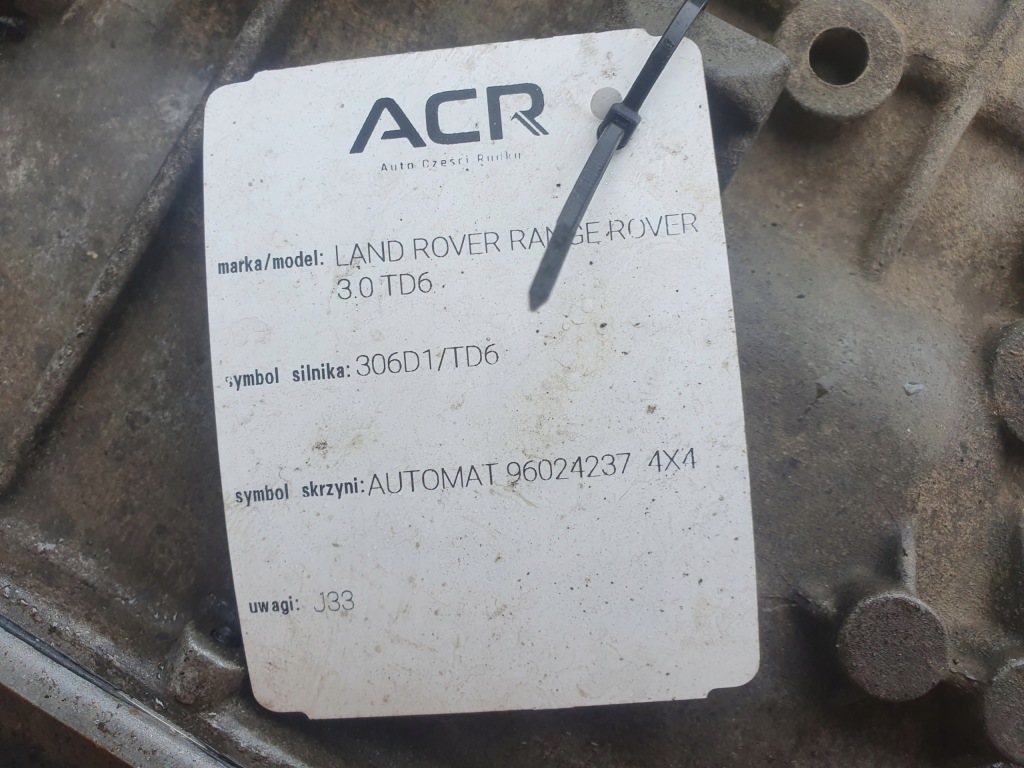 ACR
Auto Części Rudko
marka/model: LAND ROVER RANGE ROVER
3.0 TD6
symbol silnika: 306D1/TD6
symbol skrzyni: AUTOMAT 96024237 4X4
uwagi: J33